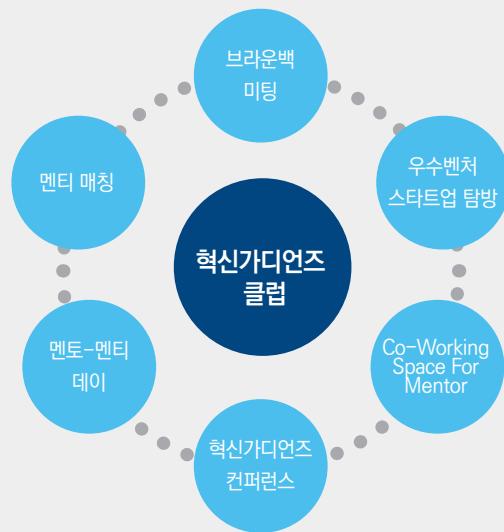 브라운백
미팅
우수벤처
스타트업 탐방
멘티 매칭
혁신가디언즈
클럽
멘토-멘티
데이
Co-Working
Space For
Mentor
혁신가디언즈
컨퍼런스